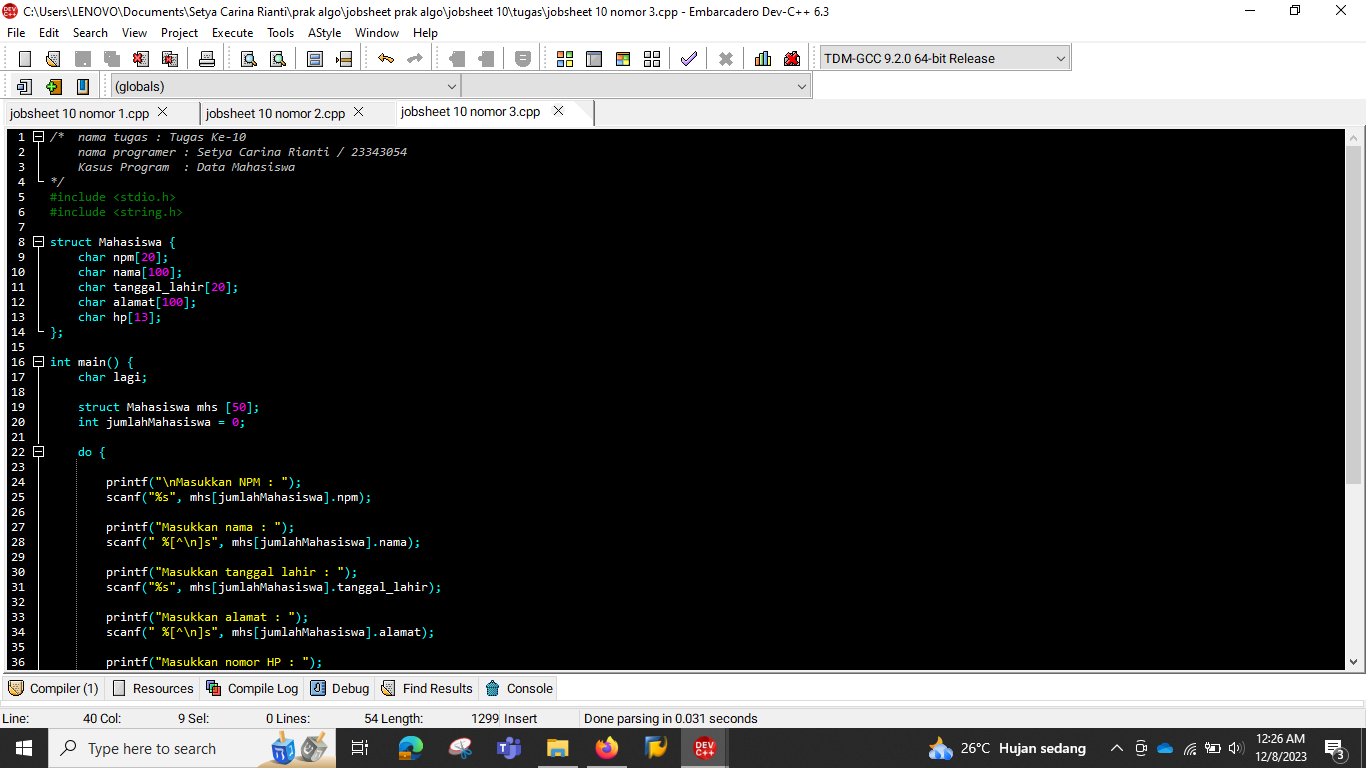 C:\Users\LENOVO\Documents\Setya Carina Rianti\prak algo\jobsheet prak algo\jobsheet 10\tugas\jobsheet 10 nomor 3.cpp - Embarcadero Dev-C++ 6.3
File Edit Search View Project Execute Tools AStyle Window Help
TDM-GCC 9.2.0 64-bit Release
(globals)
jobsheet 10 nomor 1.cpp jobsheet 10 nomor 2.cpp jobsheet 10 nomor 3.cpp
1 /*  nama tugas : Tugas Ke-10
2     nama programer : Setya Carina Rianti / 23343054
3     Kasus Program  : Data Mahasiswa
4 */
5 #include <stdio.h>
6 #include <string.h>
7
8 struct Mahasiswa {
9     char npm[20];
10     char nama[100];
11     char tanggal_lahir[20];
12     char alamat[100];
13     char hp[13];
14 };
15
16 int main() {
17     char lagi;
18
19     struct Mahasiswa mhs [50];
20     int jumlahMahasiswa = 0;
21
22     do {
23
24         printf("\nMasukkan NPM : ");
25         scanf("%s", mhs[jumlahMahasiswa].npm);
26
27         printf("Masukkan nama : ");
28         scanf(" %[^\n]s", mhs[jumlahMahasiswa].nama);
29
30         printf("Masukkan tanggal lahir : ");
31         scanf("%s", mhs[jumlahMahasiswa].tanggal_lahir);
32
33         printf("Masukkan alamat : ");
34         scanf(" %[^\n]s", mhs[jumlahMahasiswa].alamat);
35
36         printf("Masukkan nomor HP : ");
Compiler (1) Resources Compile Log Debug Find Results Console
Line: 40 Col: 9 Sel: 0 Lines: 54 Length: 1299 Insert Done parsing in 0.031 seconds
Type here to search DEV C++ 26°C Hujan sedang 12:26 AM
12/8/2023 3